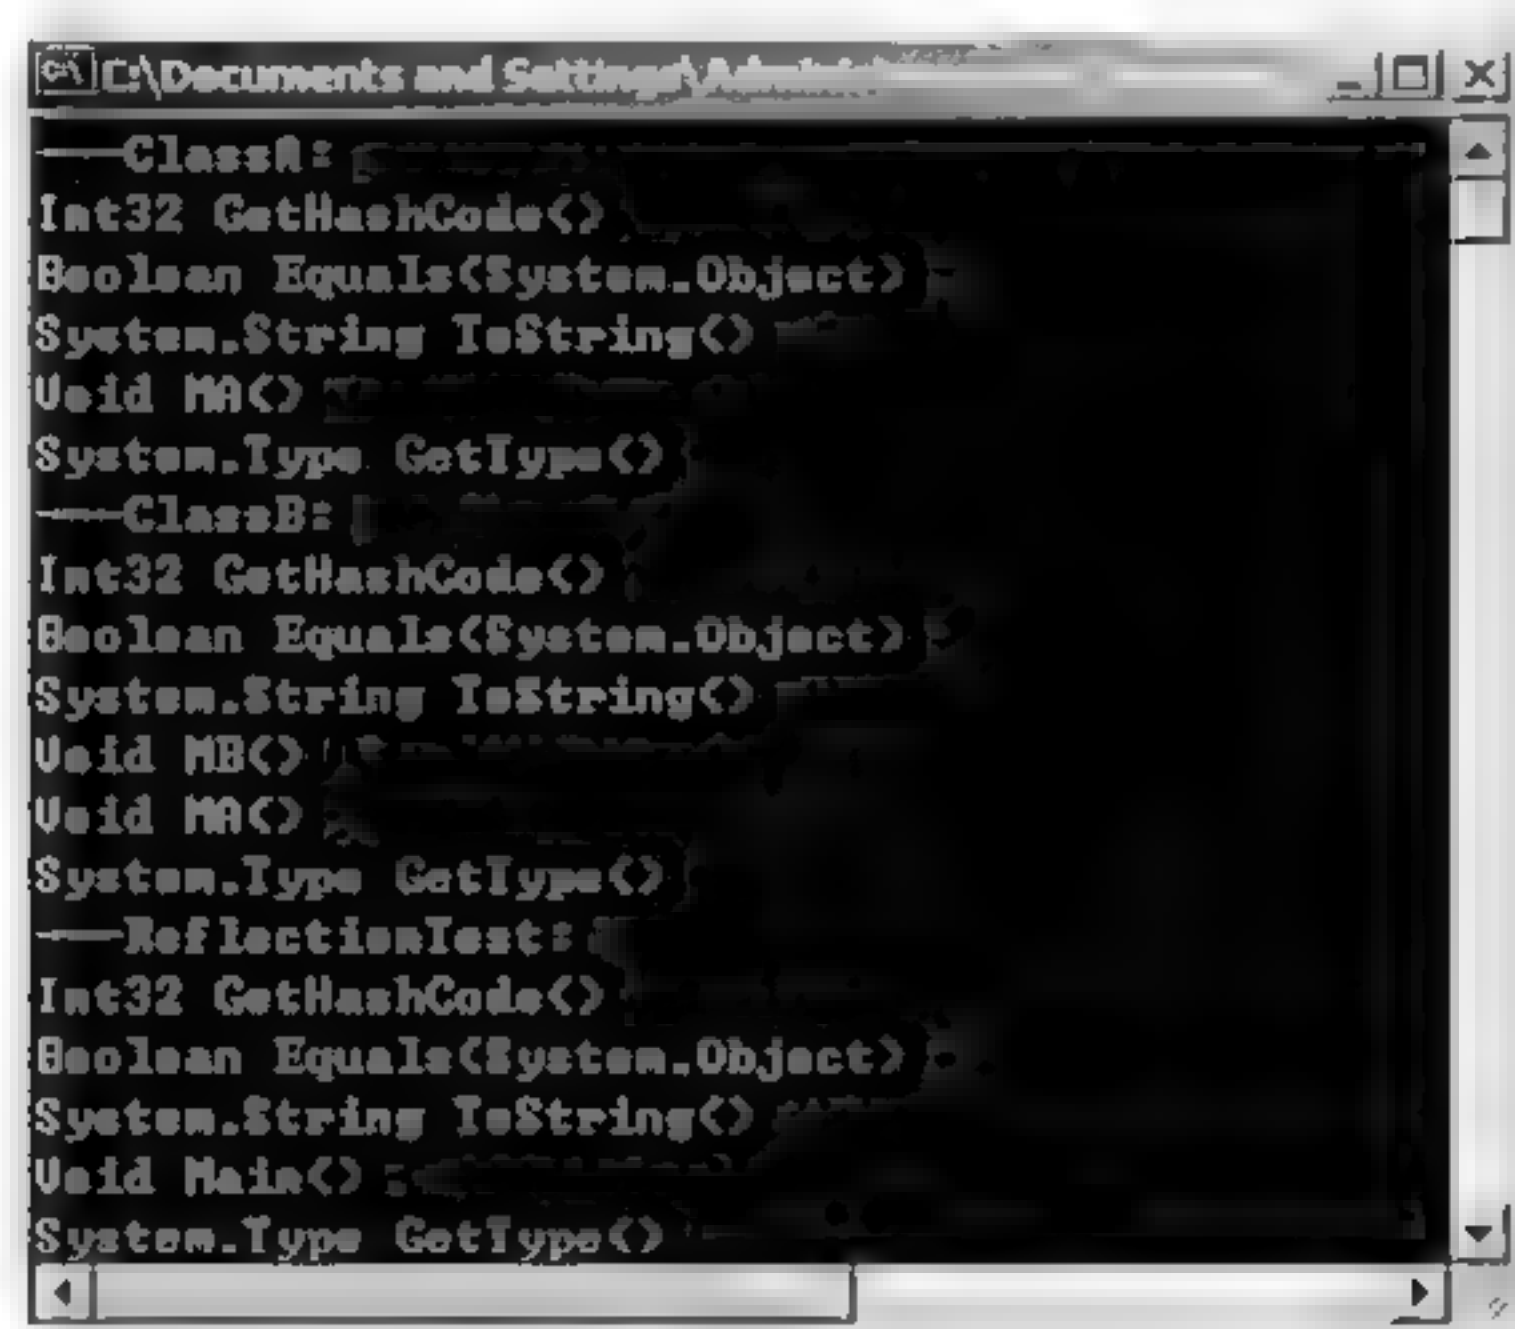 C:\Documents and Settings\
——ClassA:
Int32 GetHashCode()
Boolean Equals(System.Object)
System.String ToString()
Void MA()
System.Type GetType()
——ClassB:
Int32 GetHashCode()
Boolean Equals(System.Object)
System.String ToString()
Void MB()
Void MA()
System.Type GetType()
——ReflectionTest:
Int32 GetHashCode()
Boolean Equals(System.Object)
System.String ToString()
Void Main()
System.Type GetType()